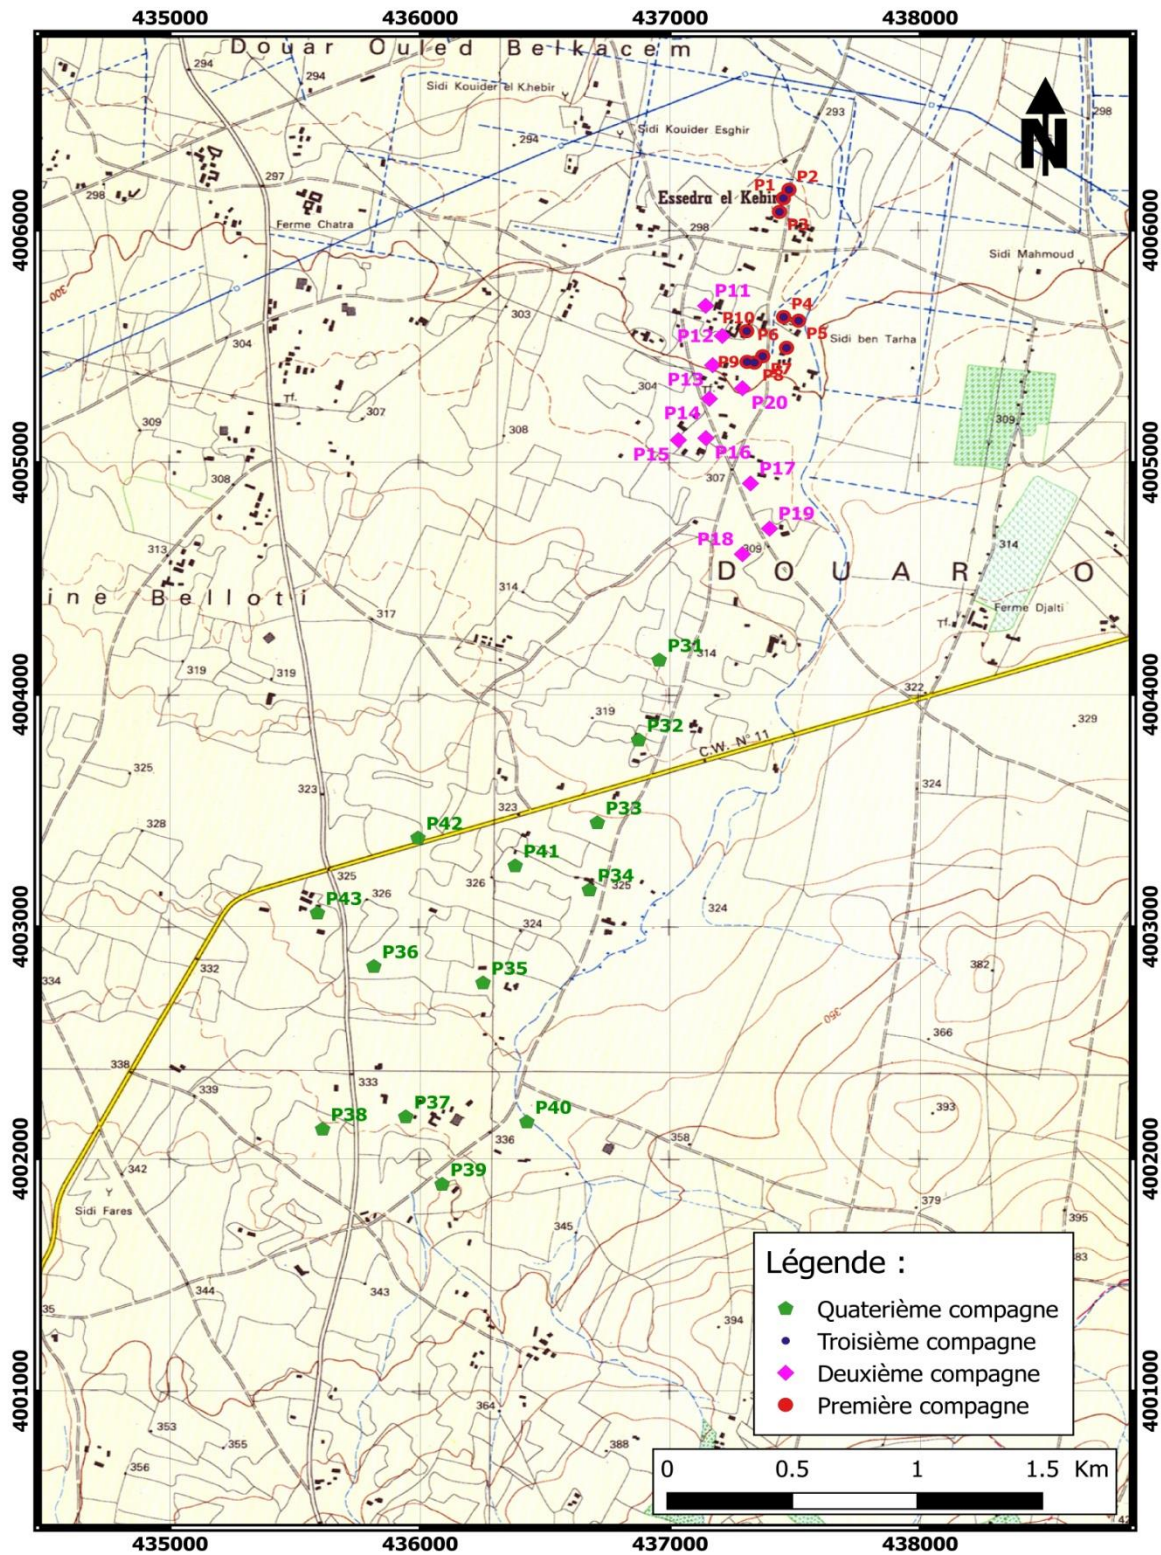 435000 436000 437000 438000
Douar Ouled Belkacem
294
294
Sidi Kouider el Khebir
293
298
Sidi Kouider Esghir
294
N
297
298
P1 P2
Essedra el Kebir
4006000
4006000
Ferme Chatra
P3
298
Sidi Mahmoud
300
P11
303
P4
P10
P5
P12
P6
Sidi ben Tarha
304
P9
P7
P13
P8
304
Tf.
P20
Tf.
307
P14
309
309
308
P15
P16
4005000
4005000
P17
307
308
P19
P18
309
314
313
DOUAR O
314
ine Belloti
Ferme Djalti
317
Tf.
P31
314
319
319
322
4004000
4004000
319
P32
329
C.W. N° 11
325
324
323
323
P33
328
P42
P41
P34
325
326
325
P43
326
324
324
4003000
4003000
P36
332
382
334
P35
350
366
338
333
339
P37
393
P38
P40
336
358
4002000
4002000
342
P39
379
Sidi Fares
395
345
83
344
343
35
394
Légende :
Quaterième compagne
Troisième compagne
Deuxième compagne
Première compagne
4001000
4001000
364
353
355
388
356
0 0.5 1 1.5 Km
435000 436000 437000 438000